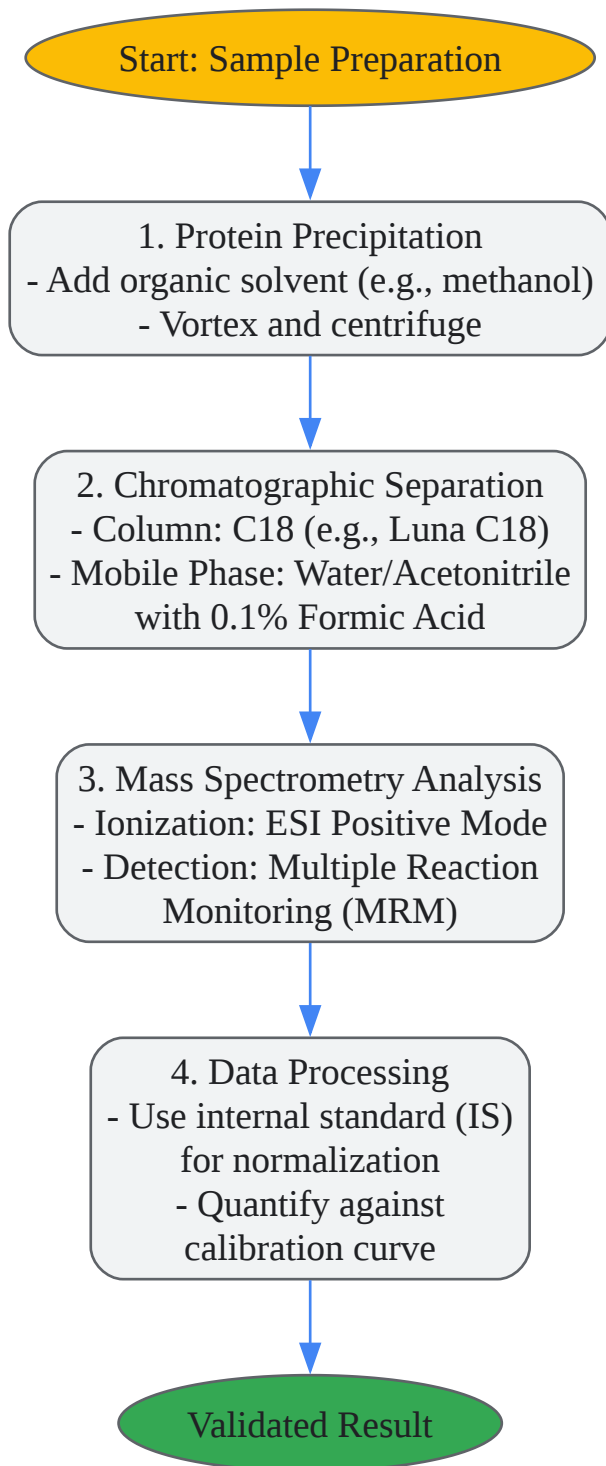 Start: Sample Preparation
1. Protein Precipitation
- Add organic solvent (e.g., methanol)
- Vortex and centrifuge
2. Chromatographic Separation
- Column: C18 (e.g., Luna C18)
- Mobile Phase: Water/Acetonitrile
with 0.1% Formic Acid
3. Mass Spectrometry Analysis
- Ionization: ESI Positive Mode
- Detection: Multiple Reaction
Monitoring (MRM)
4. Data Processing
- Use internal standard (IS)
for normalization
- Quantify against
calibration curve
Validated Result